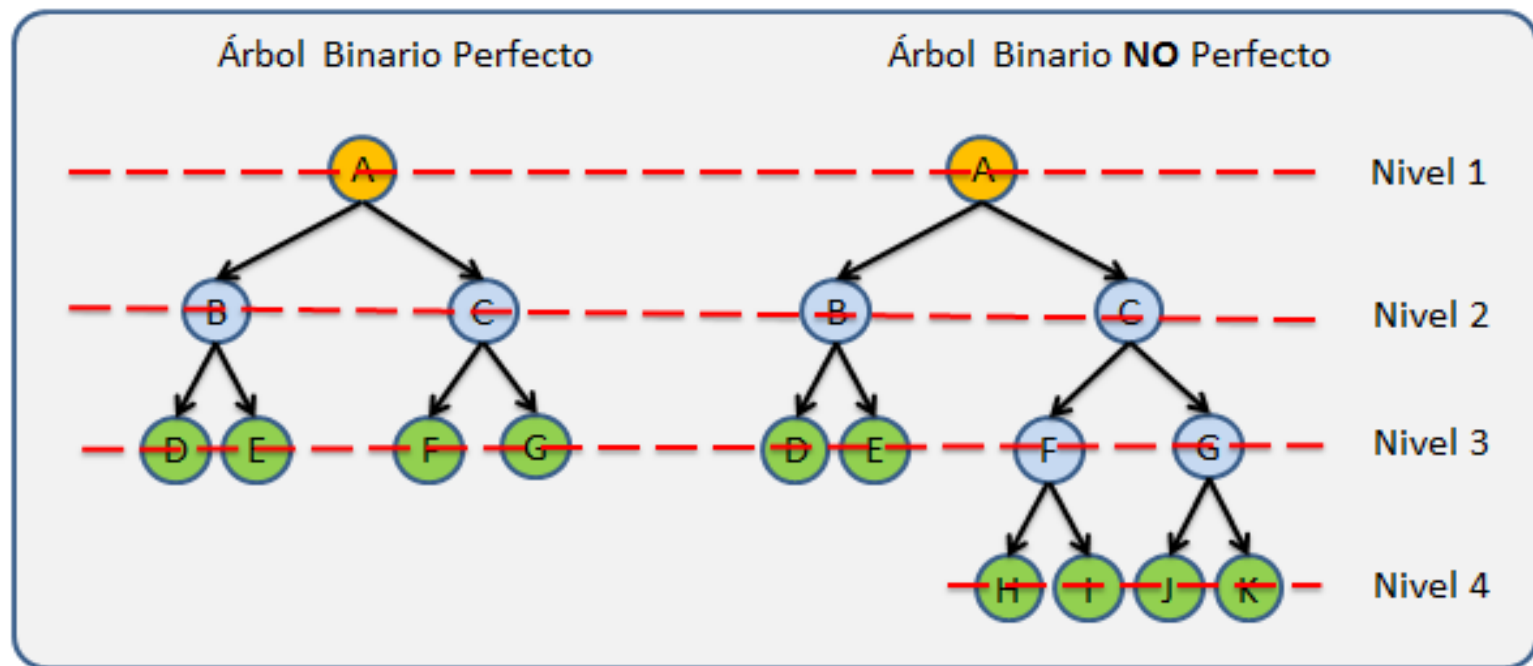 Árbol Binario Perfecto
Árbol Binario NO Perfecto
A A Nivel 1
B C B C Nivel 2
D E F G D E F G Nivel 3
H I J K Nivel 4